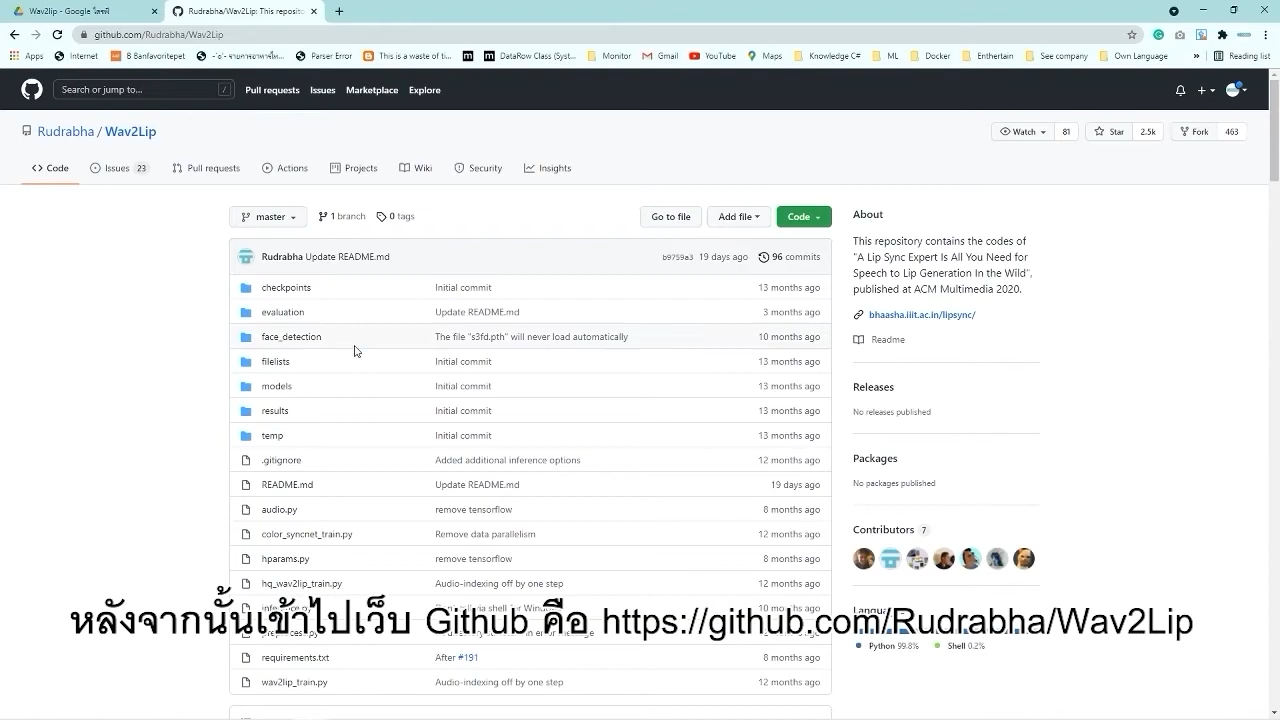 Wav2lip - Google ไดรฟ์
Rudrabha/Wav2Lip: This reposito
github.com/Rudrabha/Wav2Lip
Apps
Internet
B Banfavoritepet
Parser Error
This is a waste of ti...
DataRow Class (Syst...
Monitor
Gmail
YouTube
Maps
Knowledge C#
ML
Docker
Enthertain
See company
Own Language
»
Reading list
Search or jump to...
/
Pull requests
Issues
Marketplace
Explore
Rudrabha / Wav2Lip
Watch 81
Star 2.5k
Fork 463
Code
Issues 23
Pull requests
Actions
Projects
Wiki
Security
Insights
master
1 branch
0 tags
Go to file
Add file
Code
Rudrabha Update README.md b9759a3 19 days ago 96 commits
checkpoints Initial commit 13 months ago
evaluation Update README.md 3 months ago
face_detection The file "s3fd.pth" will never load automatically 10 months ago
filelists Initial commit 13 months ago
models Initial commit 13 months ago
results Initial commit 13 months ago
temp Initial commit 13 months ago
.gitignore Added additional inference options 12 months ago
README.md Update README.md 19 days ago
audio.py remove tensorflow 8 months ago
color_syncnet_train.py Remove data parallelism 12 months ago
hparams.py remove tensorflow 8 months ago
hq_wav2lip_train.py Audio-indexing off by one step 12 months ago
requirements.txt After #191 8 months ago
wav2lip_train.py Audio-indexing off by one step 12 months ago
About
This repository contains the codes of
"A Lip Sync Expert Is All You Need for
Speech to Lip Generation In the Wild",
published at ACM Multimedia 2020.
bhaasha.iiit.ac.in/lipsync/
Readme
Releases
No releases published
Packages
No packages published
Contributors 7
Python 99.8%
Shell 0.2%
หลังจากนั้นเข้าไปเว็บ Github คือ https://github.com/Rudrabha/Wav2Lip